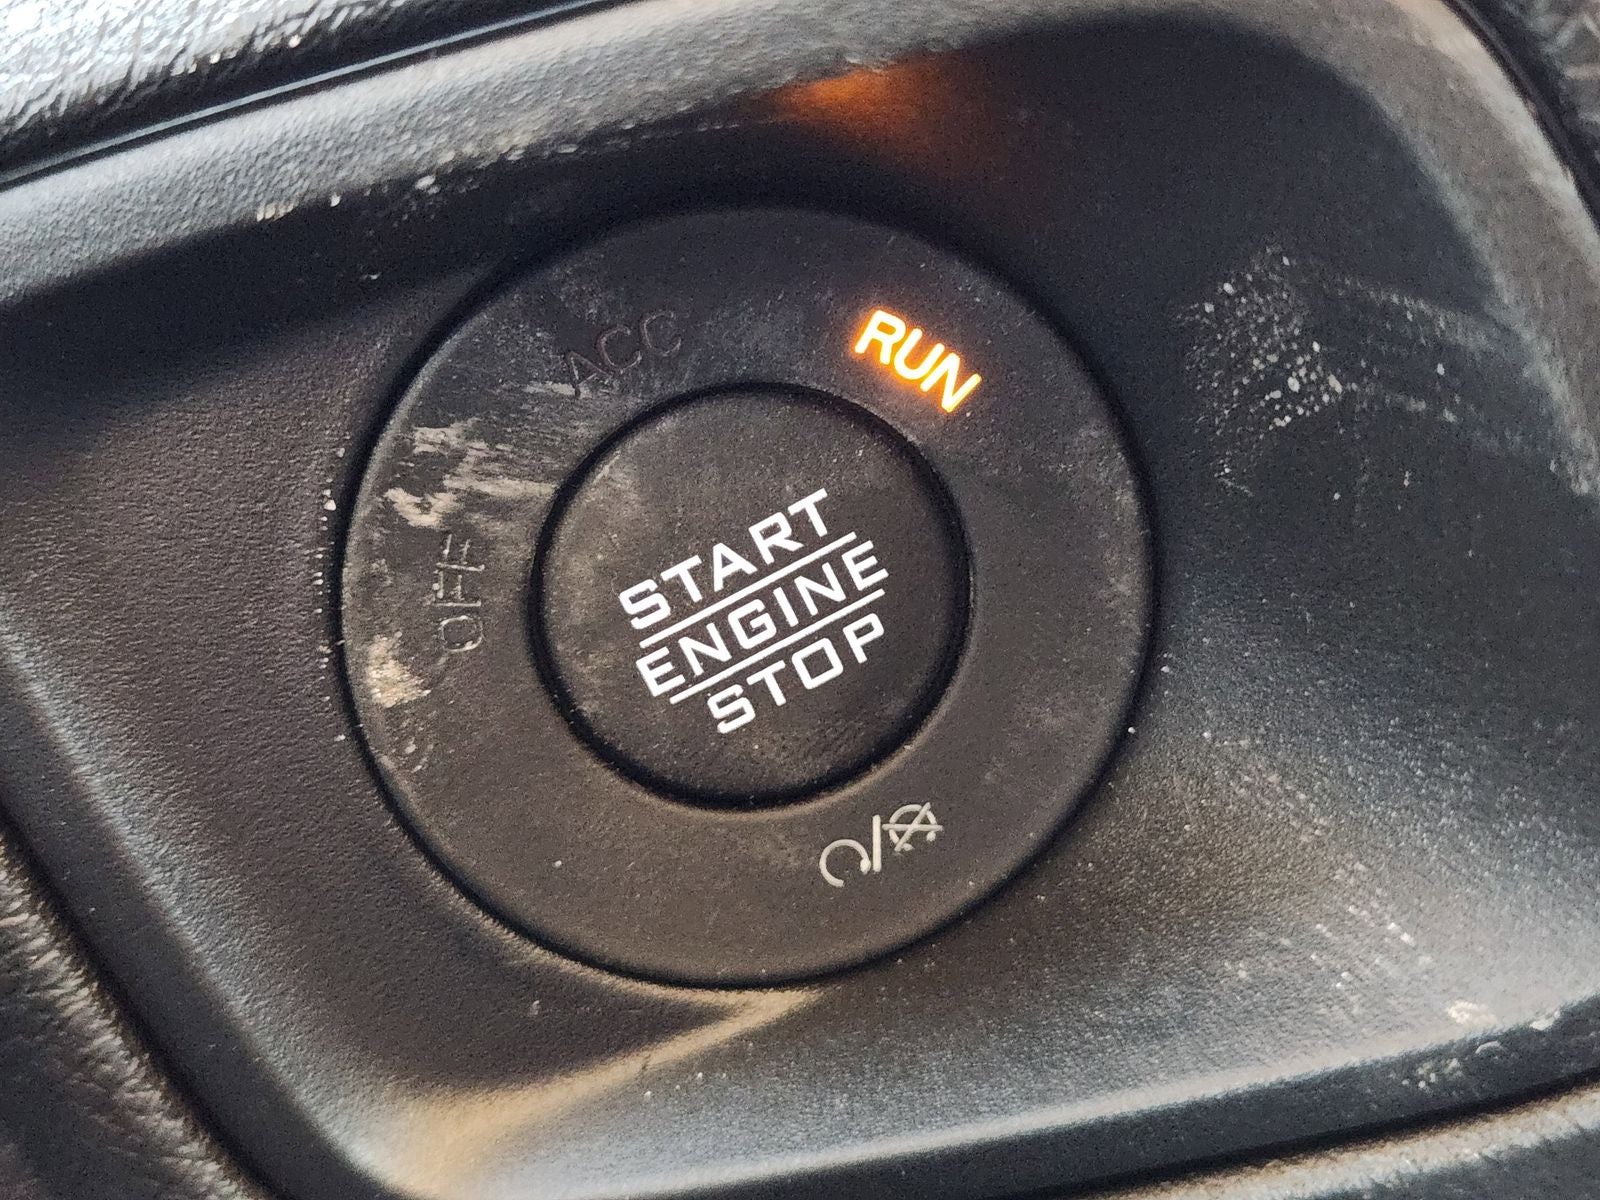 ACC
RUN
OFF
START
ENGINE
STOP